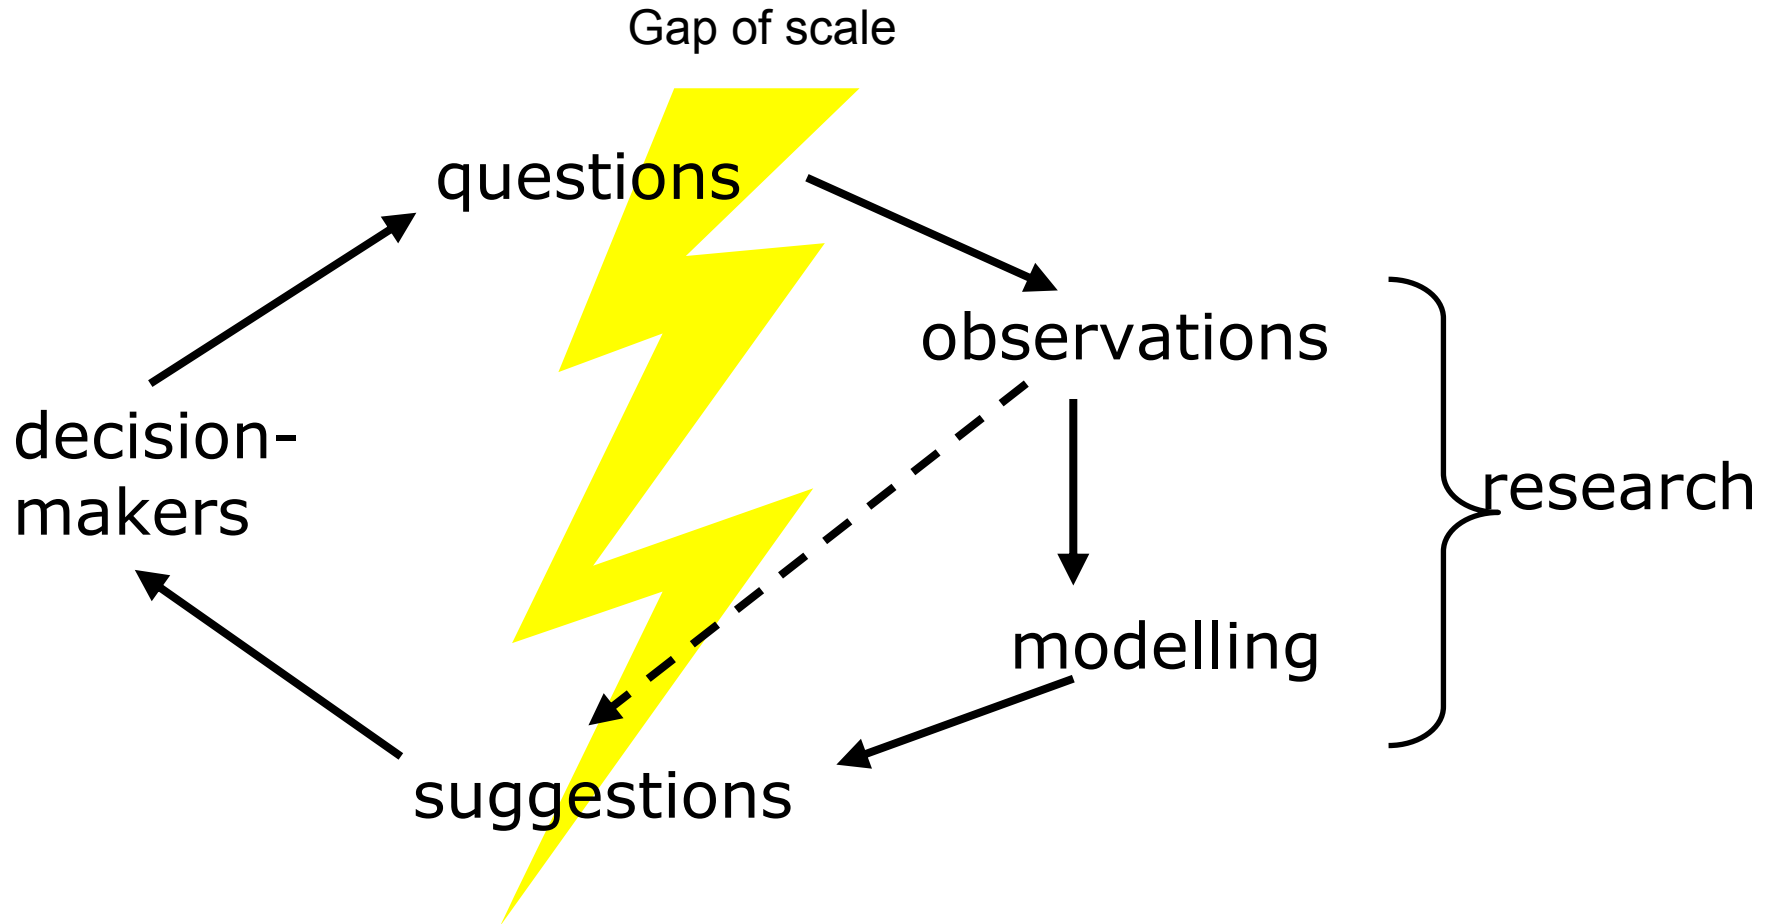 Gap of scale
questions
observations
decision-
makers
research
modelling
suggestions